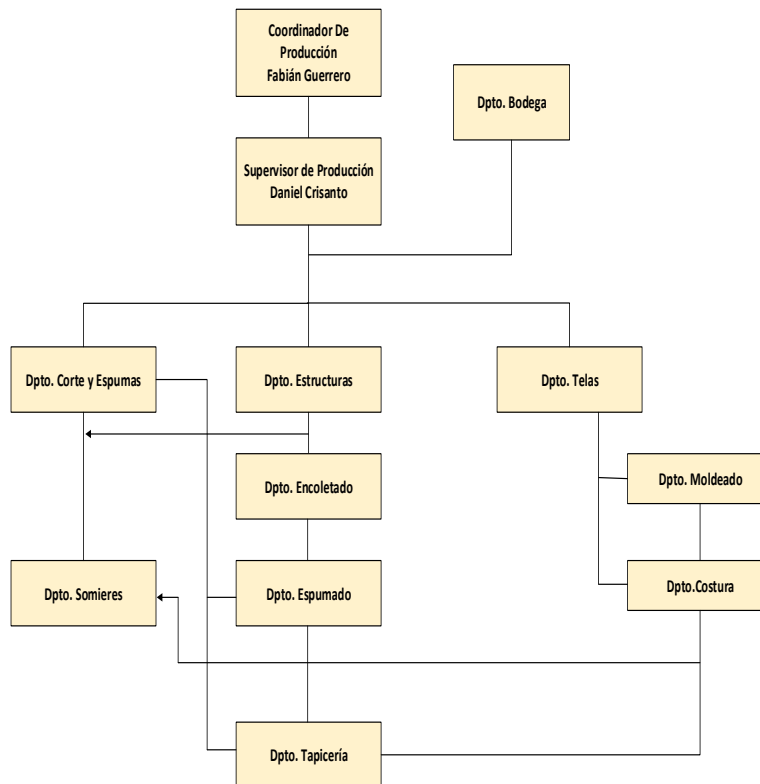 Coordinador De
Producción
Fabián Guerrero
Dpto. Bodega
Supervisor de Producción
Daniel Crisanto
Dpto. Corte y Espumas
Dpto. Estructuras
Dpto. Telas
Dpto. Encoletado
Dpto. Moldeado
Dpto. Somieres
Dpto. Espumado
Dpto.Costura
Dpto. Tapicería